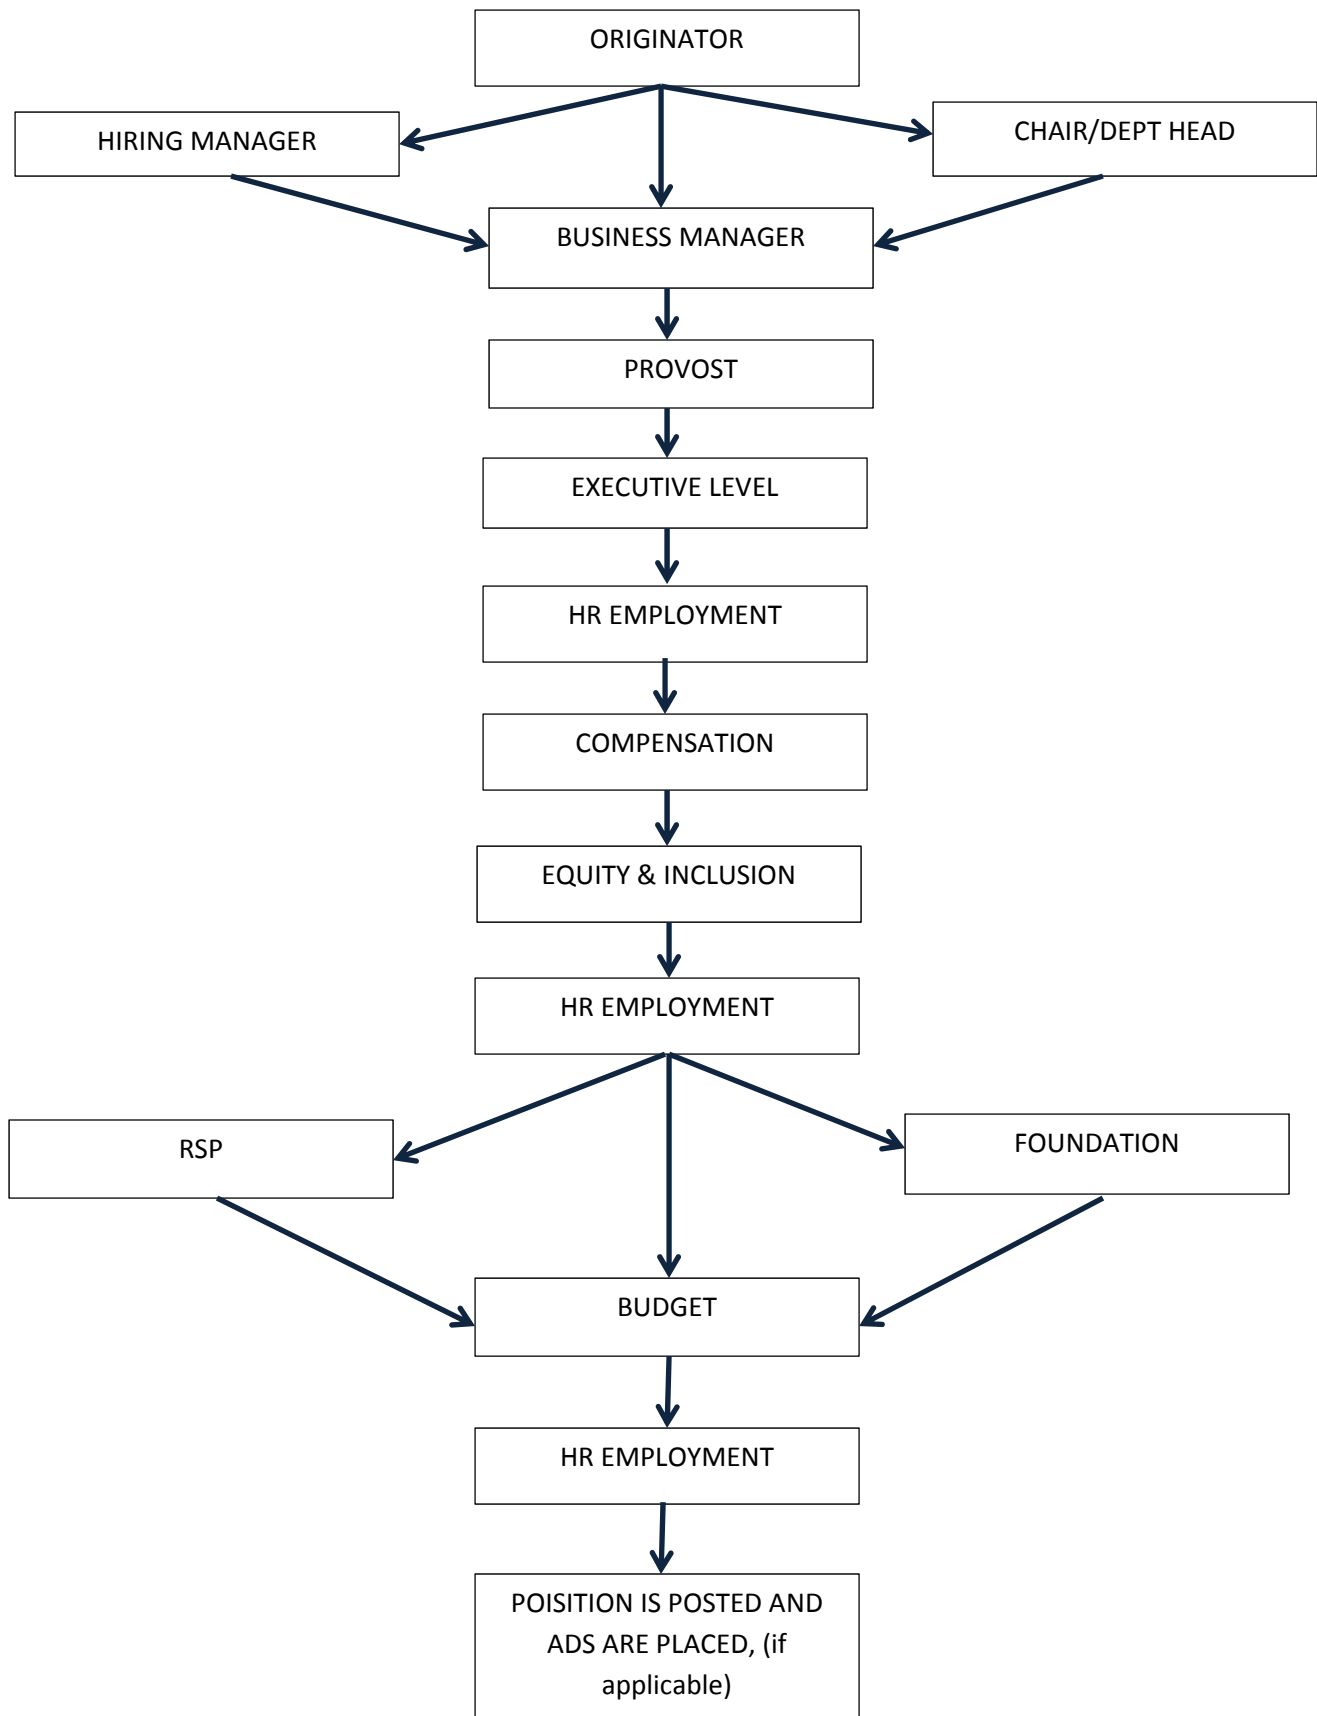 ORIGINATOR
HIRING MANAGER
CHAIR/DEPT HEAD
BUSINESS MANAGER
PROVOST
EXECUTIVE LEVEL
HR EMPLOYMENT
COMPENSATION
EQUITY & INCLUSION
HR EMPLOYMENT
RSP
FOUNDATION
BUDGET
HR EMPLOYMENT
POISITION IS POSTED AND
ADS ARE PLACED, (if
applicable)